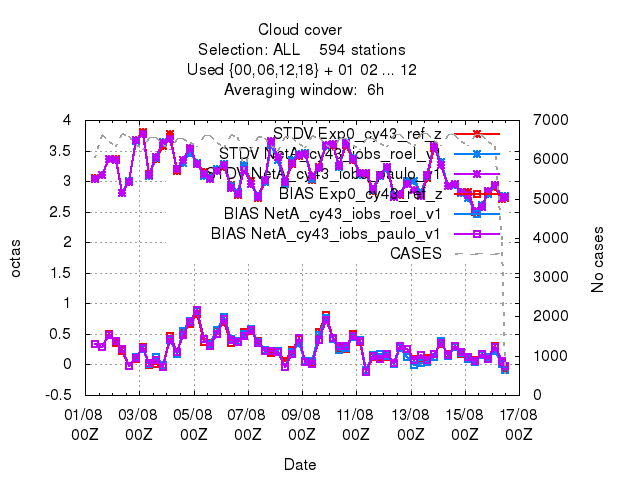 Cloud cover
Selection: ALL 594 stations
Used {00,06,12,18} + 01 02 ... 12
Averaging window: 6h
4
3.5
3
2.5
2
1.5
1
0.5
0
-0.5
octas
7000
6000
5000
4000
3000
2000
1000
0
No cases
STDV Exp0_cy43_ref_z
STDV NetA_cy43_iobs_roel_v1
STDV NetA_cy43_iobs_paulo_v1
BIAS Exp0_cy43_ref_z
BIAS NetA_cy43_iobs_roel_v1
BIAS NetA_cy43_iobs_paulo_v1
CASES
01/08 03/08 05/08 07/08 09/08 11/08 13/08 15/08 17/08
00Z 00Z 00Z 00Z 00Z 00Z 00Z 00Z 00Z
Date